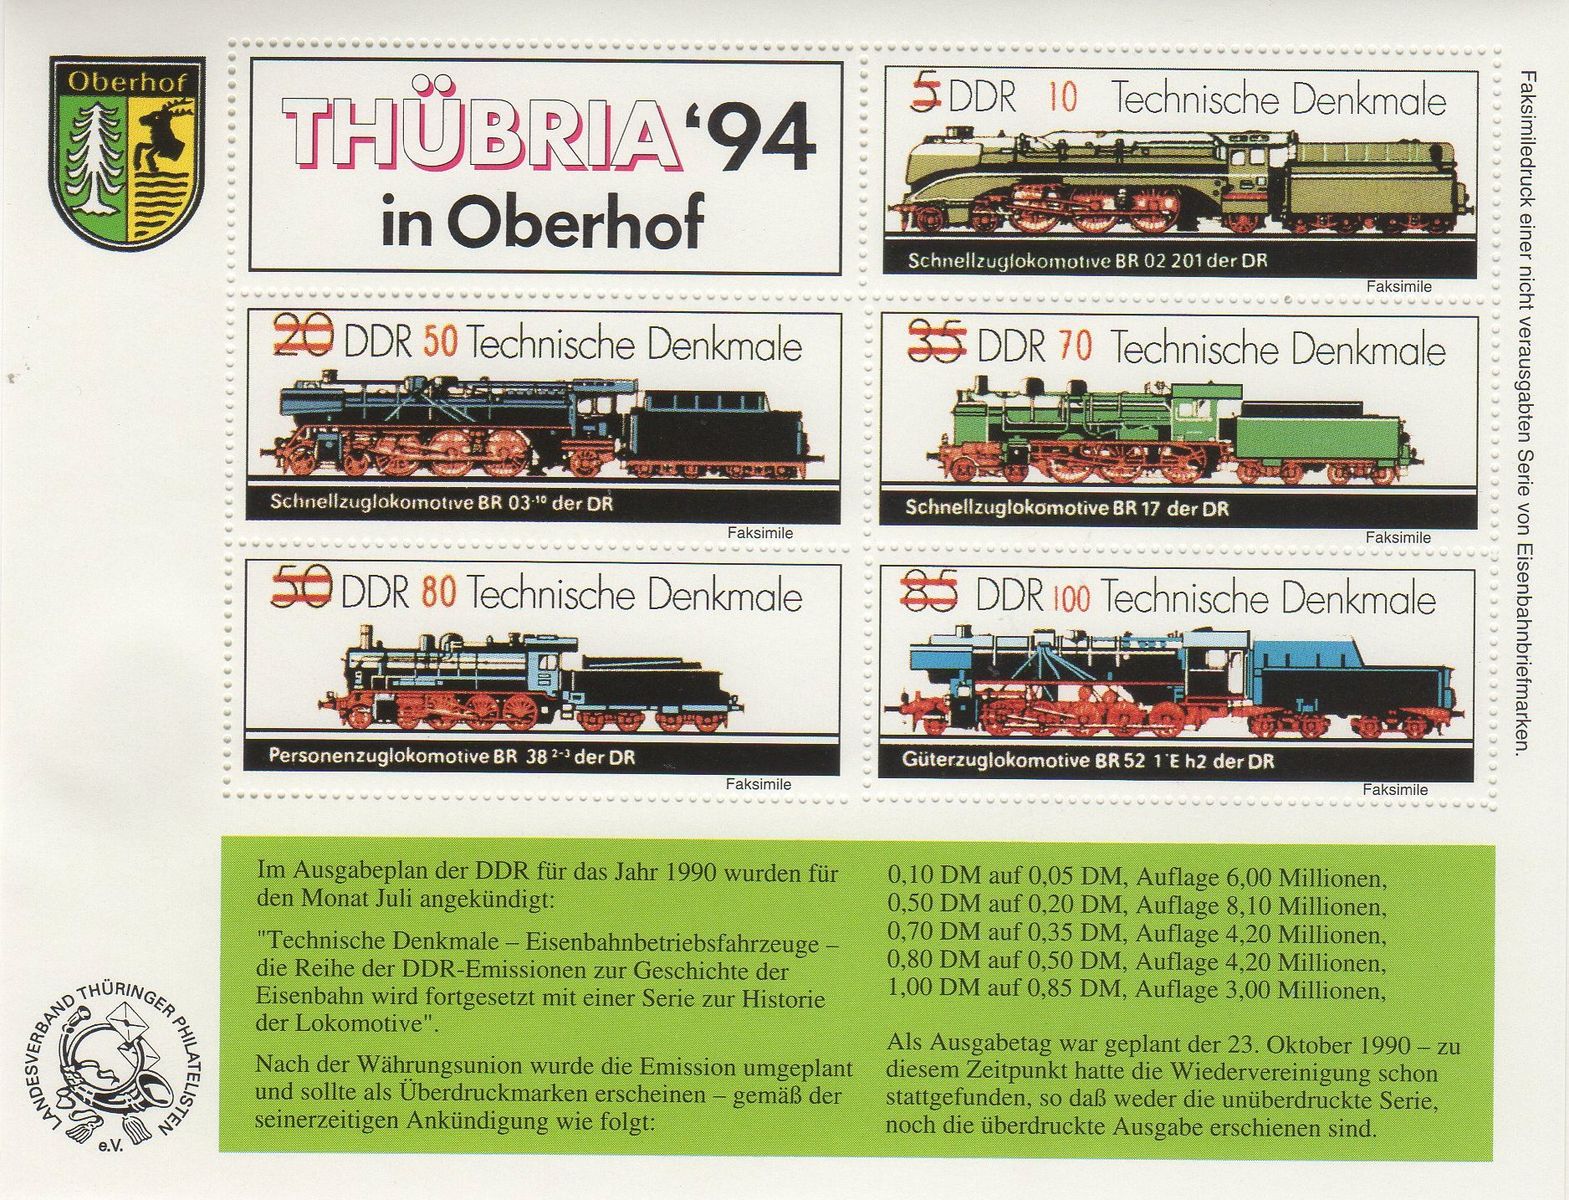 Oberhof
THÜBRIA '94
in Oberhof
5 DDR 10 Technische Denkmale
Schnellzuglokomotive BR 02 201 der DR
Faksimile
20 DDR 50 Technische Denkmale
Schnellzuglokomotive BR 03·¹⁰ der DR
Faksimile
35 DDR 70 Technische Denkmale
Schnellzuglokomotive BR 17 der DR
Faksimile
50 DDR 80 Technische Denkmale
Personenzuglokomotive BR 38 ²⁻³ der DR
Faksimile
85 DDR 100 Technische Denkmale
Güterzuglokomotive BR 52 1'E h2 der DR
Faksimile
Faksimiledruck einer nicht verausgabten Serie von Eisenbahnbriefmarken.
Im Ausgabeplan der DDR für das Jahr 1990 wurden für
den Monat Juli angekündigt:
"Technische Denkmale – Eisenbahnbetriebsfahrzeuge –
die Reihe der DDR-Emissionen zur Geschichte der
Eisenbahn wird fortgesetzt mit einer Serie zur Historie
der Lokomotive".
Nach der Währungsunion wurde die Emission umgeplant
und sollte als Überdruckmarken erscheinen – gemäß der
seinerzeitigen Ankündigung wie folgt:
0,10 DM auf 0,05 DM, Auflage 6,00 Millionen,
0,50 DM auf 0,20 DM, Auflage 8,10 Millionen,
0,70 DM auf 0,35 DM, Auflage 4,20 Millionen,
0,80 DM auf 0,50 DM, Auflage 4,20 Millionen,
1,00 DM auf 0,85 DM, Auflage 3,00 Millionen,
Als Ausgabetag war geplant der 23. Oktober 1990 – zu
diesem Zeitpunkt hatte die Wiedervereinigung schon
stattgefunden, so daß weder die unüberdruckte Serie,
noch die überdruckte Ausgabe erschienen sind.
LANDESVERBAND THÜRINGER PHILATELISTEN
e.V.